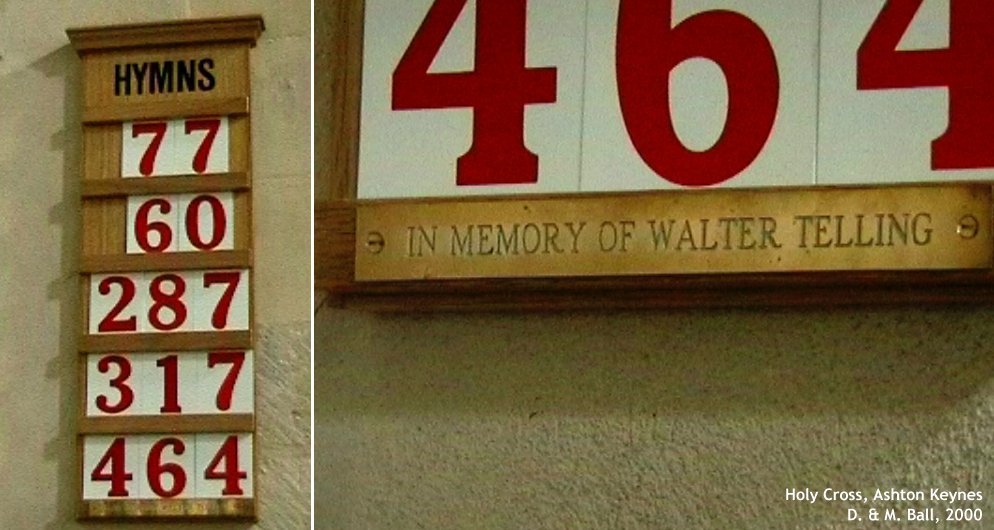 HYMNS
77
60
287
317
464
464
IN MEMORY OF WALTER TELLING
Holy Cross, Ashton Keynes
D. & M. Ball, 2000